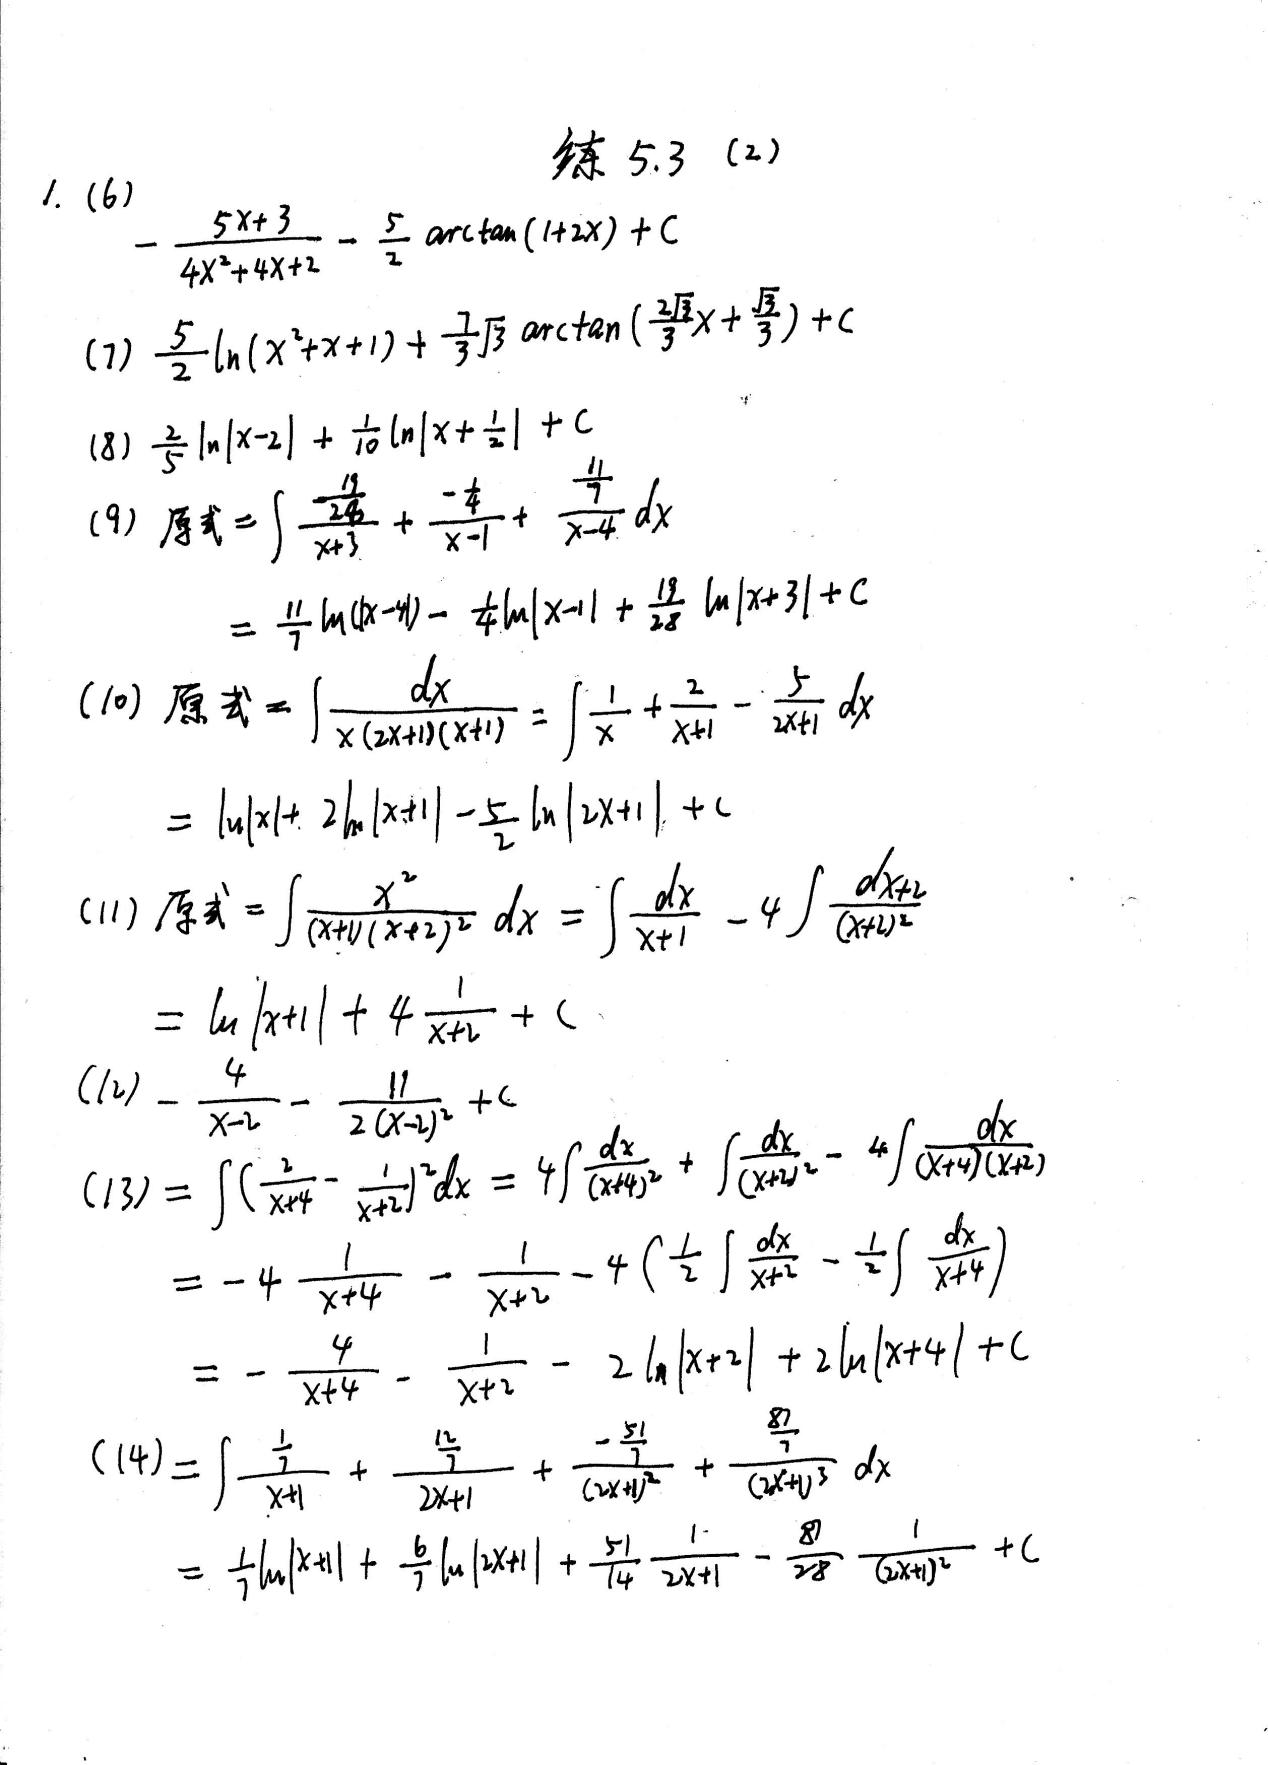 练 5.3 (2)
1. (6) $-\frac{5x+3}{4x^2+4x+2} - \frac{5}{2} \arctan(1+2x) + C$
(7) $\frac{5}{2} \ln(x^2+x+1) + \frac{7}{3}\sqrt{3} \arctan(\frac{2\sqrt{3}}{3}x + \frac{\sqrt{3}}{3}) + C$
(8) $\frac{2}{5} \ln|x-2| + \frac{1}{10} \ln|x+\frac{1}{2}| + C$
(9) 原式 $= \int \frac{-\frac{19}{28}}{x+3} + \frac{-\frac{1}{4}}{x-1} + \frac{\frac{11}{7}}{x-4} dx$
$= \frac{11}{7} \ln(|x-4|) - \frac{1}{4} \ln|x-1| + \frac{19}{28} \ln|x+3| + C$
(10) 原式 $= \int \frac{dx}{x(2x+1)(x+1)} = \int \frac{1}{x} + \frac{2}{x+1} - \frac{5}{2x+1} dx$
$= \ln|x| + 2\ln|x+1| - \frac{5}{2} \ln|2x+1| + C$
(11) 原式 $= \int \frac{x^2}{(x+1)(x+2)^2} dx = \int \frac{dx}{x+1} - 4 \int \frac{dx+2}{(x+2)^2}$
$= \ln|x+1| + 4 \frac{1}{x+2} + C$
(12) $-\frac{4}{x-2} - \frac{11}{2(x-2)^2} + C$
(13) $= \int (\frac{2}{x+4} - \frac{1}{x+2})^2 dx = 4 \int \frac{dx}{(x+4)^2} + \int \frac{dx}{(x+2)^2} - 4 \int \frac{dx}{(x+4)(x+2)}$
$= -4 \frac{1}{x+4} - \frac{1}{x+2} - 4 (\frac{1}{2} \int \frac{dx}{x+2} - \frac{1}{2} \int \frac{dx}{x+4})$
$= -\frac{4}{x+4} - \frac{1}{x+2} - 2 \ln|x+2| + 2 \ln|x+4| + C$
(14) $= \int \frac{\frac{1}{7}}{x+1} + \frac{\frac{12}{7}}{2x+1} + \frac{-\frac{51}{7}}{(2x+1)^2} + \frac{\frac{87}{7}}{(2x+1)^3} dx$
$= \frac{1}{7} \ln|x+1| + \frac{6}{7} \ln|2x+1| + \frac{51}{14} \frac{1}{2x+1} - \frac{87}{28} \frac{1}{(2x+1)^2} + C$